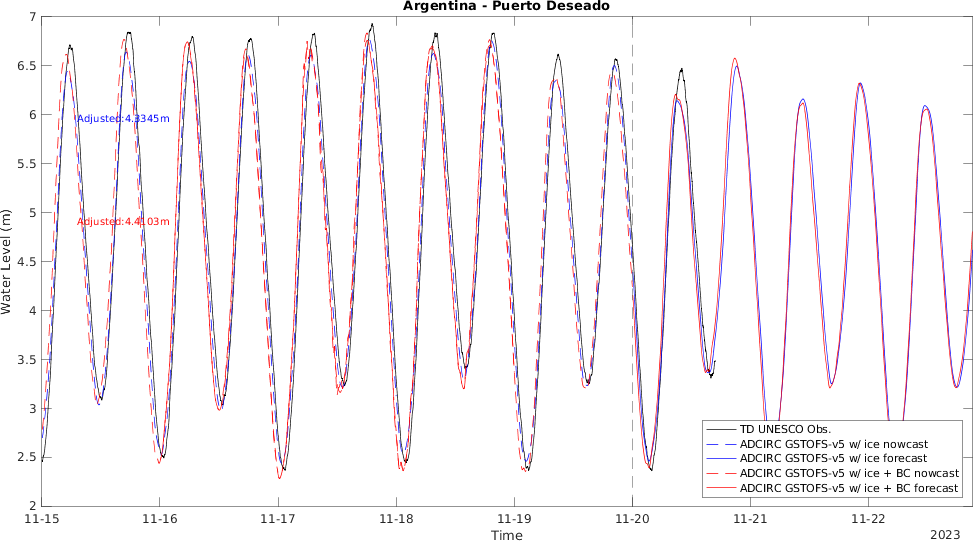 Argentina - Puerto Deseado
7
6.5
6
5.5
5
4.5
4
3.5
3
2.5
2
Water Level (m)
Adjusted:4.3345m
Adjusted:4.4103m
TD UNESCO Obs.
ADCIRC GSTOFS-v5 w/ ice nowcast
ADCIRC GSTOFS-v5 w/ ice forecast
ADCIRC GSTOFS-v5 w/ ice + BC nowcast
ADCIRC GSTOFS-v5 w/ ice + BC forecast
11-15 11-16 11-17 11-18 11-19 11-20 11-21 11-22
Time
2023